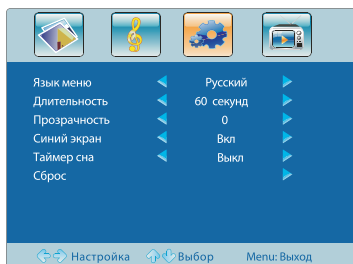 Язык меню Русский
Длительность 60 секунд
Прозрачность 0
Синий экран Вкл
Таймер сна Выкл
Сброс
Настройка Выбор Menu: Выход